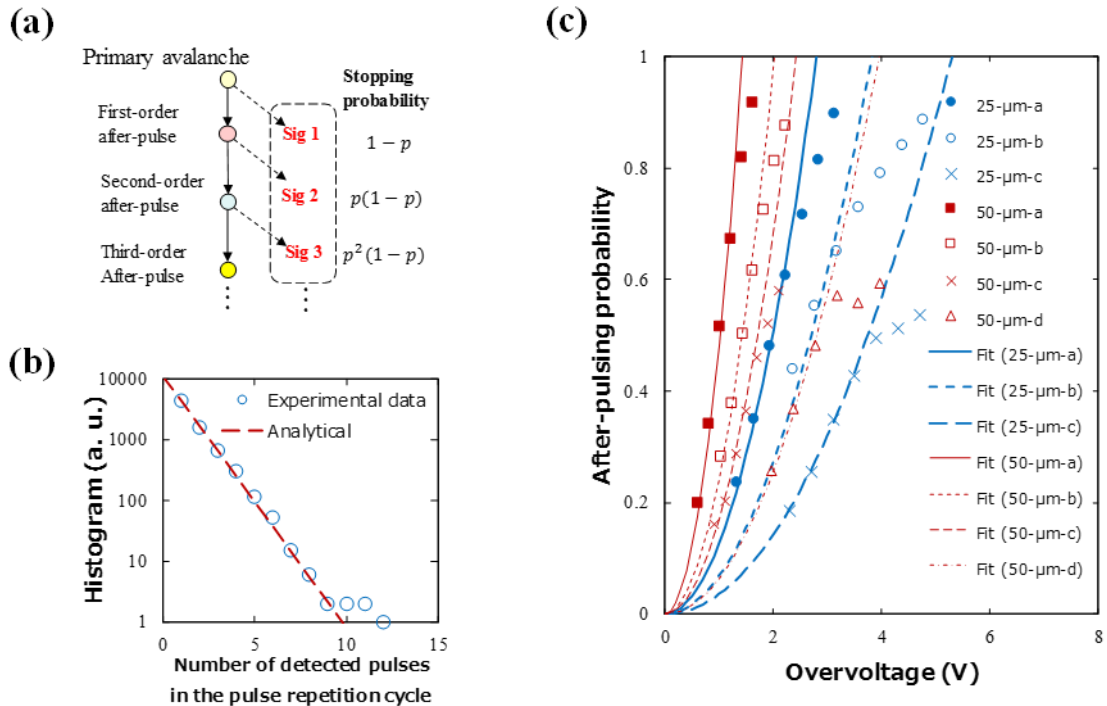 (a)
Primary avalanche
Stopping
probability
First-order
after-pulse
Sig 1
1 − p
Second-order
after-pulse
Sig 2
p(1 − p)
Third-order
After-pulse
Sig 3
p²(1 − p)
(b)
10000
1000
100
10
1
Histogram (a. u.)
Experimental data
Analytical
0
5
10
15
Number of detected pulses
in the pulse repetition cycle
(c)
1
0.8
0.6
0.4
0.2
0
After-pulsing probability
25-μm-a
25-μm-b
25-μm-c
50-μm-a
50-μm-b
50-μm-c
50-μm-d
Fit (25-μm-a)
Fit (25-μm-b)
Fit (25-μm-c)
Fit (50-μm-a)
Fit (50-μm-b)
Fit (50-μm-c)
Fit (50-μm-d)
0
2
4
6
8
Overvoltage (V)